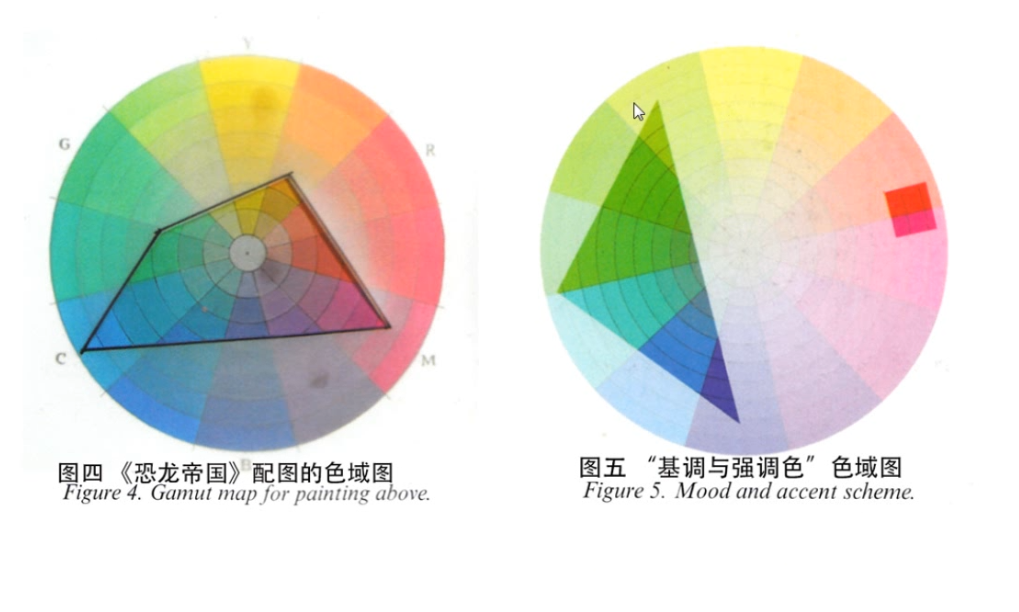 Y
G
R
C
M
B
图四 《恐龙帝国》配图的色域图
Figure 4. Gamut map for painting above.
图五 “基调与强调色” 色域图
Figure 5. Mood and accent scheme.